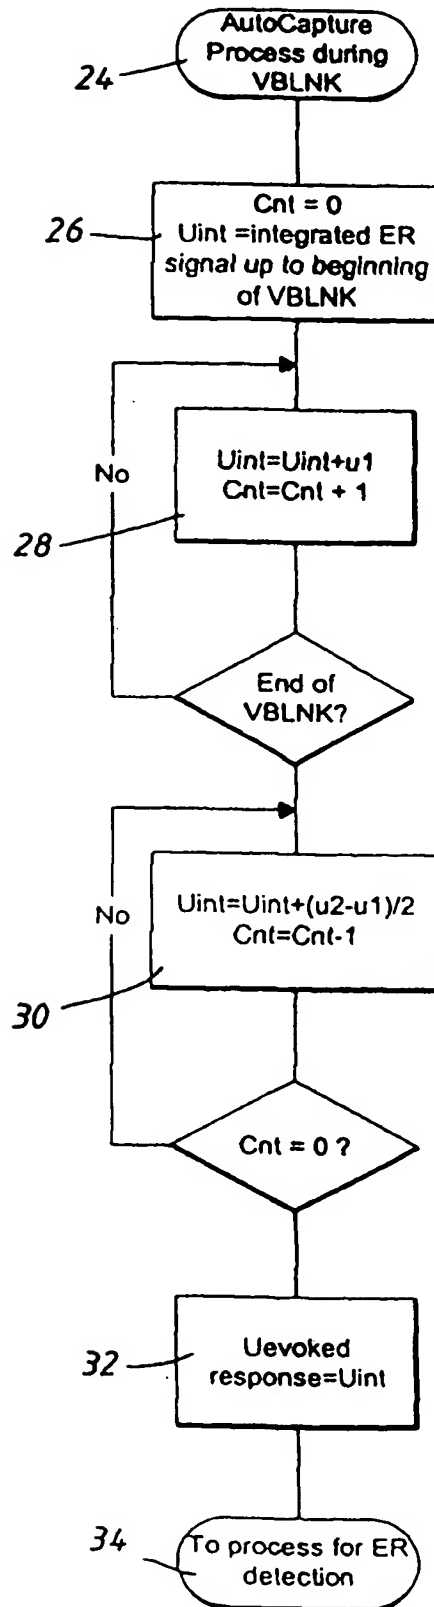 AutoCapture
Process during
VBLNK
24
Cnt = 0
Uint =integrated ER
signal up to beginning
of VBLNK
26
Uint=Uint+u1
Cnt=Cnt + 1
No
28
End of
VBLNK?
Uint=Uint+(u2-u1)/2
Cnt=Cnt-1
No
30
Cnt = 0 ?
Uevoked
response=Uint
32
To process for ER
detection
34